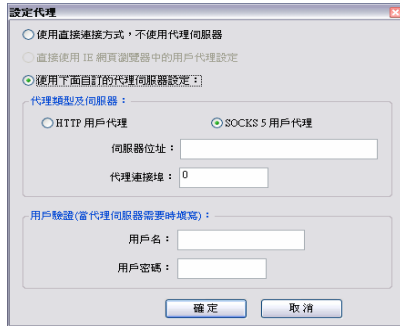 設定代理
使用直接連接方式，不使用代理伺服器
直接使用 IE 網頁瀏覽器中的用戶代理設定
使用下面自訂的代理伺服器設定：
代理類型及伺服器：
HTTP 用戶代理 SOCKS 5 用戶代理
伺服器位址：
代理連接埠： 0
用戶驗證(當代理伺服器需要時填寫)：
用戶名：
用戶密碼：
確定 取消